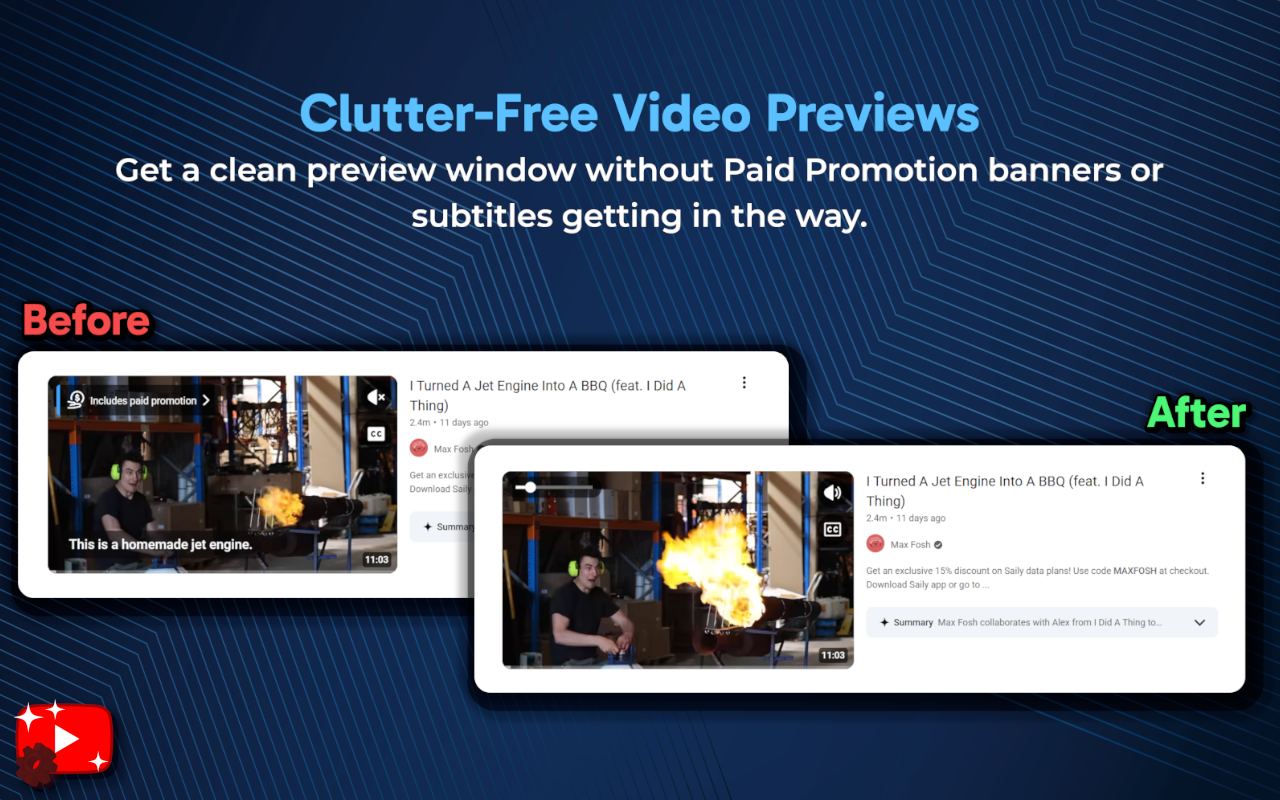 Clutter-Free Video Previews
Get a clean preview window without Paid Promotion banners or
subtitles getting in the way.
Before
Includes paid promotion
CC
This is a homemade jet engine.
11:03
I Turned A Jet Engine Into A BBQ (feat. I Did A
Thing)
2.4m • 11 days ago
Max Fosh
Get an exclusive
Download Saily
Summary
After
CC
11:03
I Turned A Jet Engine Into A BBQ (feat. I Did A
Thing)
2.4m • 11 days ago
Max Fosh
Get an exclusive 15% discount on Saily data plans! Use code MAXFOSH at checkout.
Download Saily app or go to ...
Summary Max Fosh collaborates with Alex from I Did A Thing to...